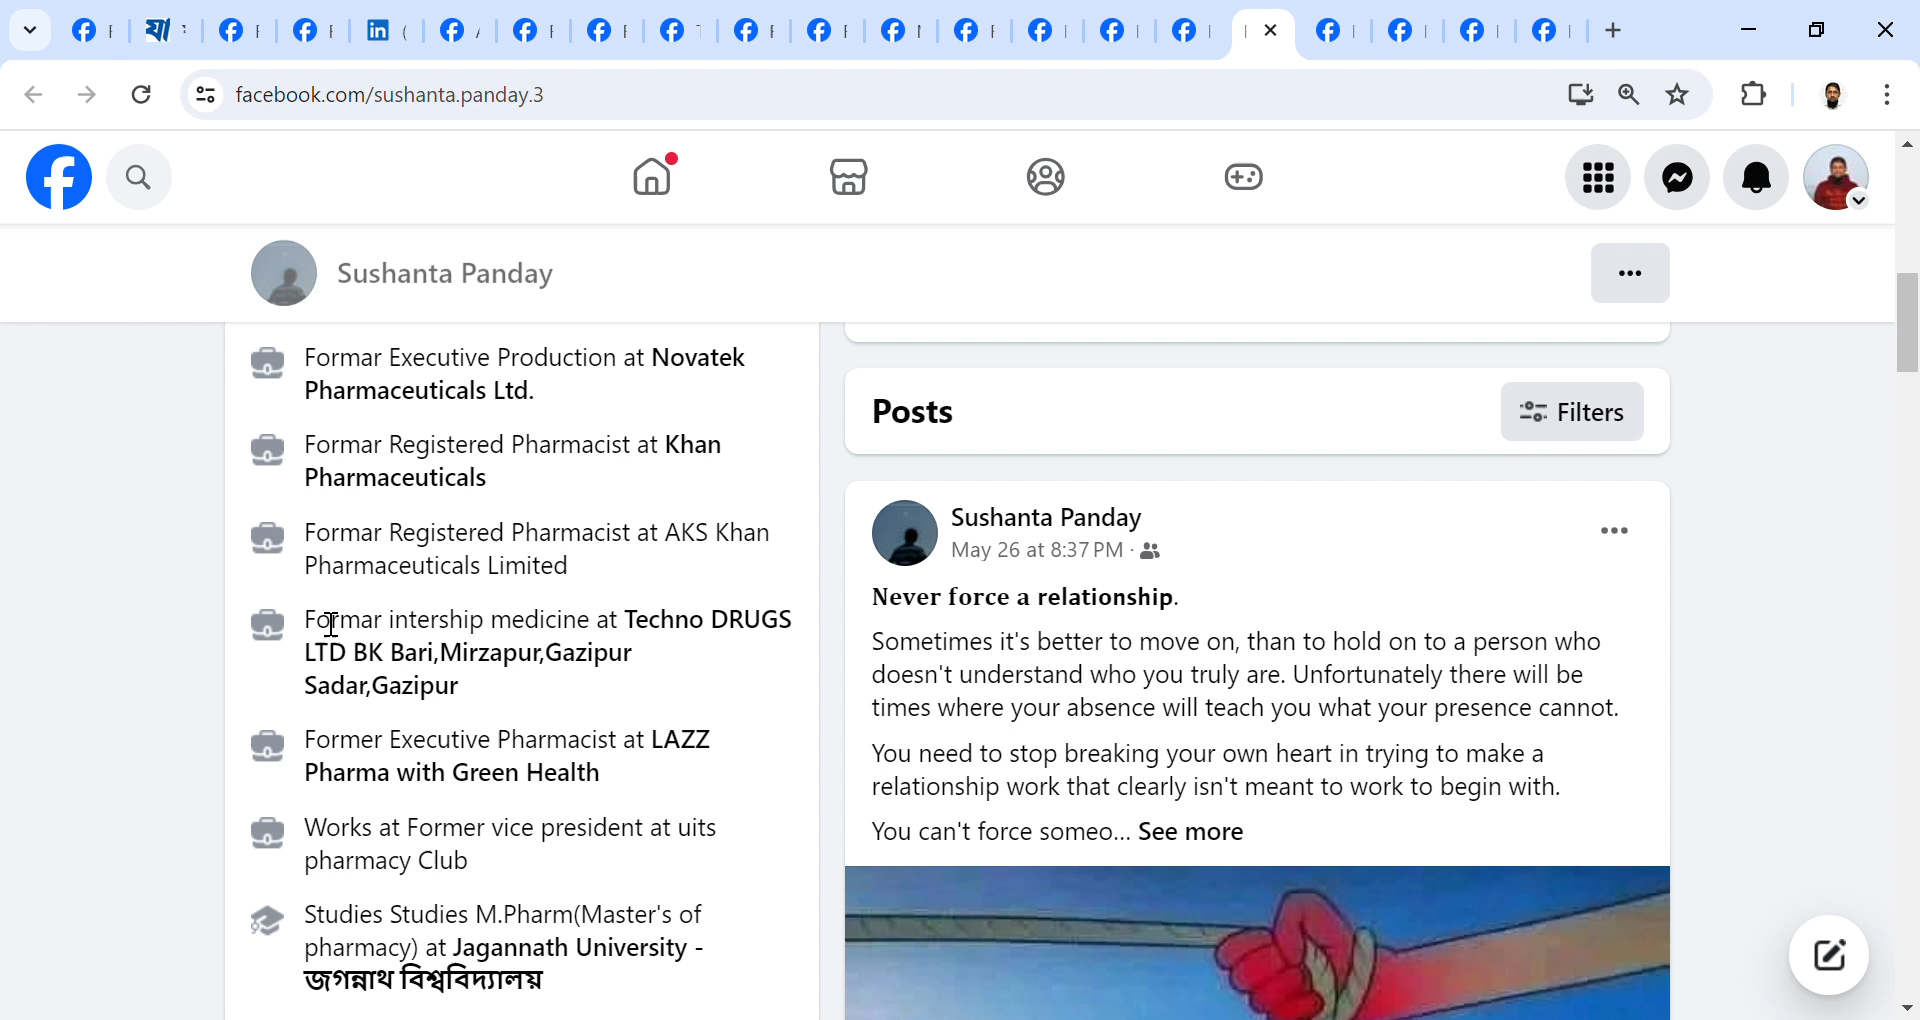 facebook.com/sushanta.panday.3
Sushanta Panday
Formar Executive Production at Novatek
Pharmaceuticals Ltd.
Formar Registered Pharmacist at Khan
Pharmaceuticals
Formar Registered Pharmacist at AKS Khan
Pharmaceuticals Limited
Formar intership medicine at Techno DRUGS
LTD BK Bari,Mirzapur,Gazipur
Sadar,Gazipur
Former Executive Pharmacist at LAZZ
Pharma with Green Health
Works at Former vice president at uits
pharmacy Club
Studies Studies M.Pharm(Master's of
pharmacy) at Jagannath University -
জগন্নাথ বিশ্ববিদ্যালয়
Posts
Filters
Sushanta Panday
May 26 at 8:37 PM ·
Never force a relationship.
Sometimes it's better to move on, than to hold on to a person who
doesn't understand who you truly are. Unfortunately there will be
times where your absence will teach you what your presence cannot.
You need to stop breaking your own heart in trying to make a
relationship work that clearly isn't meant to work to begin with.
You can't force someo... See more